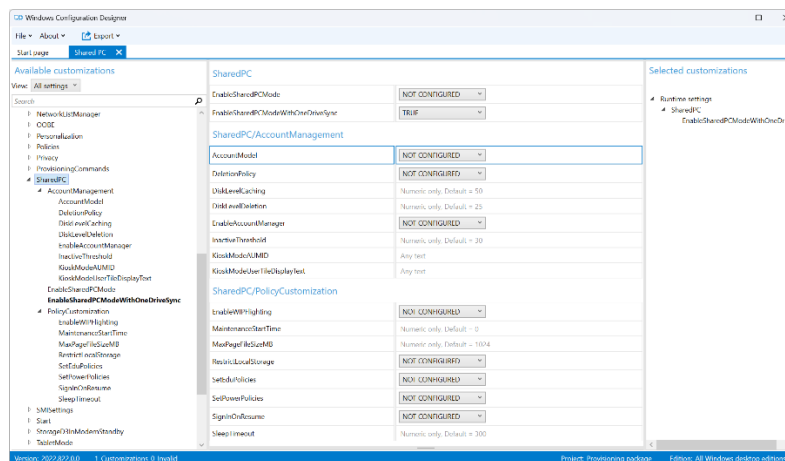 Windows Configuration Designer
File
About
Export
Start page
Shared PC
Available customizations
View: All settings
Search
NetworkListManager
OOBE
Personalization
Policies
Privacy
ProvisioningCommands
SharedPC
AccountManagement
AccountModel
DeletionPolicy
DiskLevelCaching
DiskLevelDeletion
EnableAccountManager
InactiveThreshold
KioskModeAUMID
KioskModeUserTileDisplayText
EnableSharedPCMode
EnableSharedPCModeWithOneDriveSync
PolicyCustomization
EnableWIPFlighting
MaintenanceStartTime
MaxPageFileSizeMB
RestrictLocalStorage
SetEduPolicies
SetPowerPolicies
SignInOnResume
SleepTimeout
SMISettings
Start
StorageD3InModernStandby
TabletMode
SharedPC
EnableSharedPCMode NOT CONFIGURED
EnableSharedPCModeWithOneDriveSync TRUE
SharedPC/AccountManagement
AccountModel NOT CONFIGURED
DeletionPolicy NOT CONFIGURED
DiskLevelCaching Numeric only, Default = 50
DiskLevelDeletion Numeric only, Default = 25
EnableAccountManager NOT CONFIGURED
InactiveThreshold Numeric only, Default = 30
KioskModeAUMID Any text
KioskModeUserTileDisplayText Any text
SharedPC/PolicyCustomization
EnableWIPFlighting NOT CONFIGURED
MaintenanceStartTime Numeric only, Default = 0
MaxPageFileSizeMB Numeric only, Default = 1024
RestrictLocalStorage NOT CONFIGURED
SetEduPolicies NOT CONFIGURED
SetPowerPolicies NOT CONFIGURED
SignInOnResume NOT CONFIGURED
SleepTimeout Numeric only, Default = 300
Selected customizations
Runtime settings
SharedPC
EnableSharedPCModeWithOneDr
Version: 2022.822.0.0 1 Customizations 0 Invalid
Project: Provisioning package Edition: All Windows desktop editions